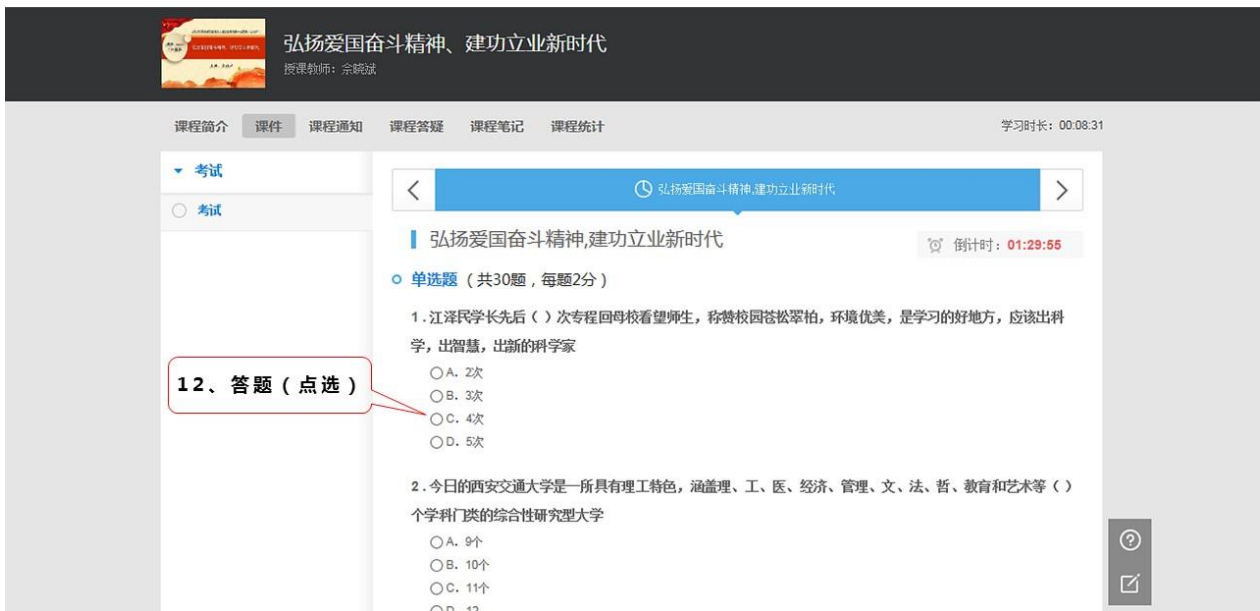 弘扬爱国奋斗精神、建功立业新时代
授课教师：佘晓斌
课程简介 课件 课程通知 课程答疑 课程笔记 课程统计 学习时长：00:08:31
考试
考试
弘扬爱国奋斗精神,建功立业新时代
弘扬爱国奋斗精神,建功立业新时代
倒计时：01:29:55
单选题（共30题，每题2分）
1.江泽民学长先后（ ）次专程回母校看望师生，称赞校园苍松翠柏，环境优美，是学习的好地方，应该出科
学，出智慧，出新的科学家
A. 2次
B. 3次
12、答题（点选）
C. 4次
D. 5次
2.今日的西安交通大学是一所具有理工特色，涵盖理、工、医、经济、管理、文、法、哲、教育和艺术等（ ）
个学科门类的综合性研究型大学
A. 9个
B. 10个
C. 11个